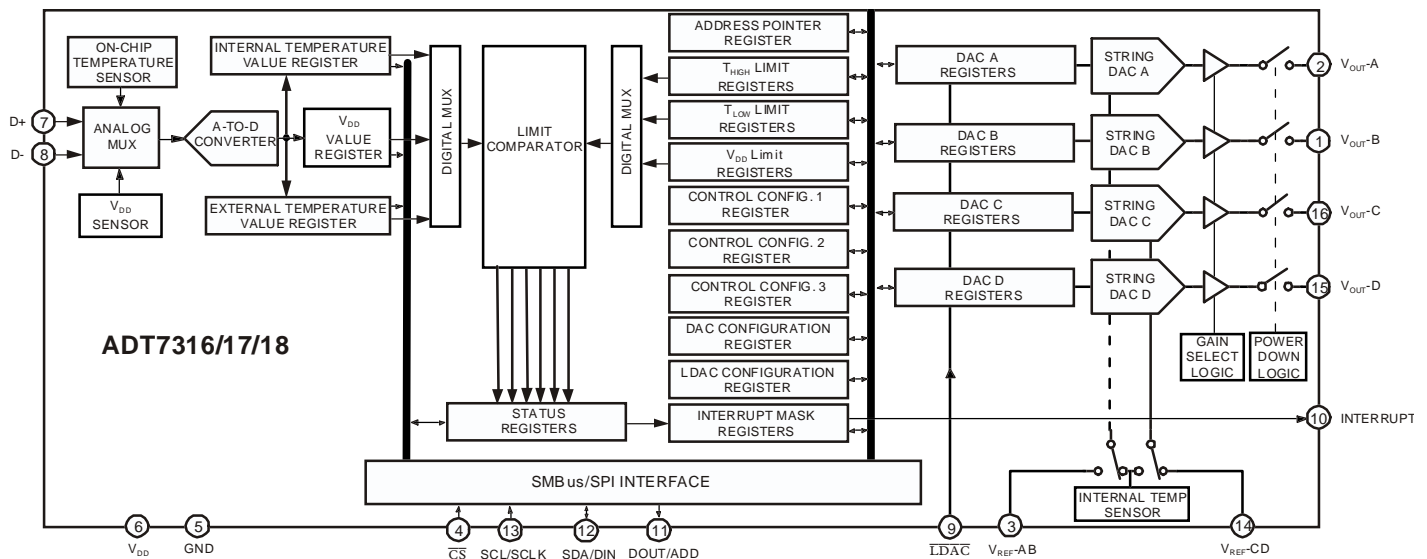 ON-CHIP
TEMPERATURE
SENSOR
INTERNAL TEMPERATURE
VALUE REGISTER
D+
7
D-
8
ANALOG
MUX
A-TO-D
CONVERTER
VDD
VALUE
REGISTER
VDD
SENSOR
EXTERNAL TEMPERATURE
VALUE REGISTER
DIGITAL MUX
LIMIT
COMPARATOR
DIGITAL MUX
ADDRESS POINTER
REGISTER
THIGH LIMIT
REGISTERS
TLOW LIMIT
REGISTERS
VDD Limit
REGISTERS
CONTROL CONFIG. 1
REGISTER
CONTROL CONFIG. 2
REGISTER
CONTROL CONFIG. 3
REGISTER
DAC CONFIGURATION
REGISTER
LDAC CONFIGURATION
REGISTER
INTERRUPT MASK
REGISTERS
STATUS
REGISTERS
ADT7316/17/18
SMBus/SPI INTERFACE
DAC A
REGISTERS
STRING
DAC A
2
VOUT-A
DAC B
REGISTERS
STRING
DAC B
1
VOUT-B
DAC C
REGISTERS
STRING
DAC C
16
VOUT-C
DAC D
REGISTERS
STRING
DAC D
15
VOUT-D
GAIN
SELECT
LOGIC
POWER
DOWN
LOGIC
10
INTERRUPT
INTERNAL TEMP
SENSOR
6
VDD
5
GND
4
CS
13
SCL/SCLK
12
SDA/DIN
11
DOUT/ADD
9
LDAC
3
VREF-AB
14
VREF-CD